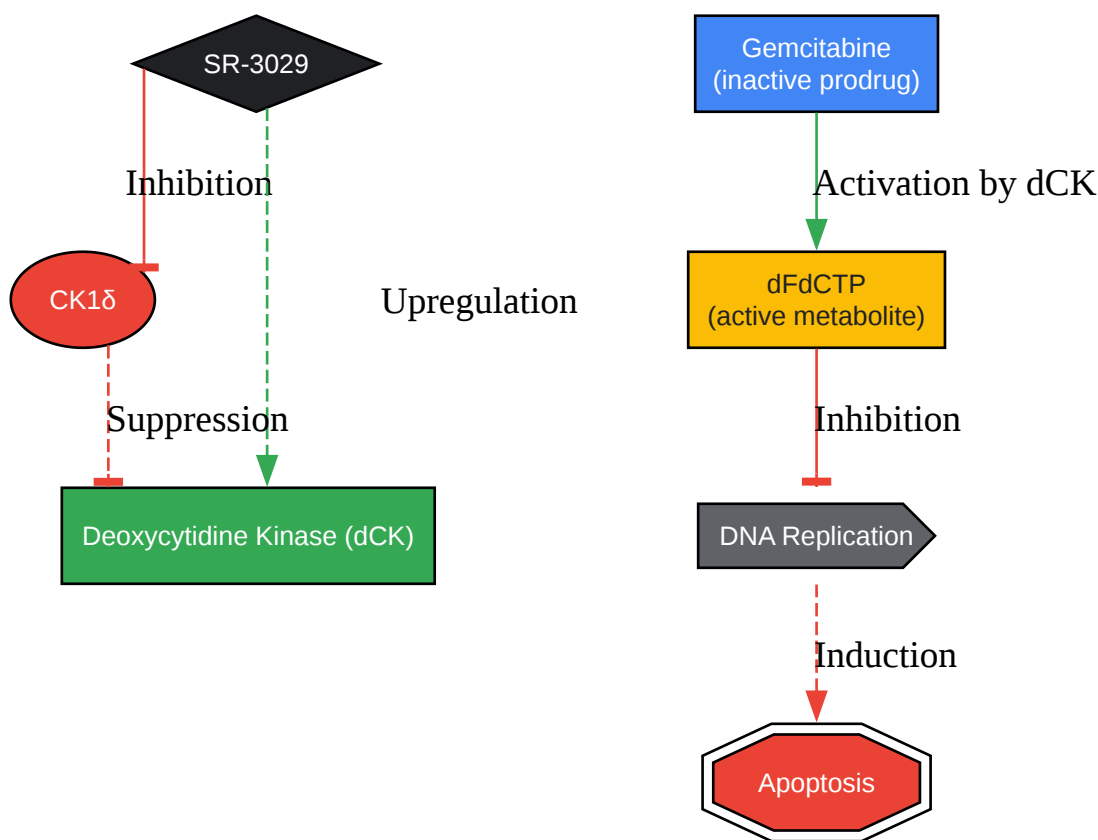 SR-3029
Gemcitabine
(inactive prodrug)
Inhibition
Activation by dCK
CK1δ
Upregulation
dFdCTP
(active metabolite)
Suppression
Inhibition
Deoxycytidine Kinase (dCK)
DNA Replication
Induction
Apoptosis